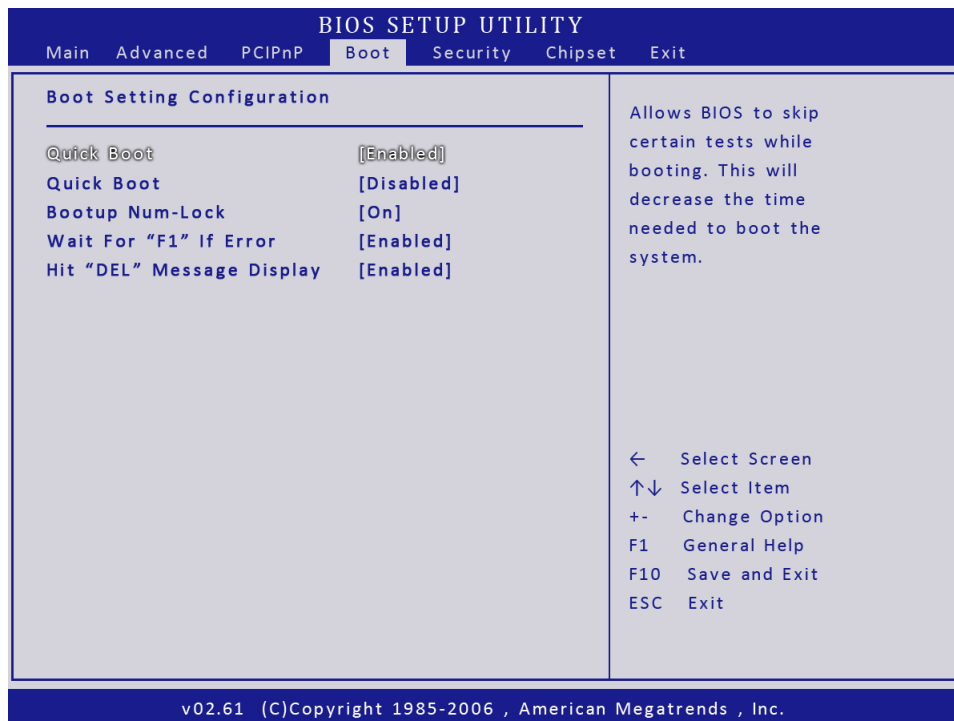 BIOS SETUP UTILITY
Main Advanced PCIPnP Boot Security Chipset Exit
Boot Setting Configuration
Quick Boot [Enabled]
Quick Boot [Disabled]
Bootup Num-Lock [On]
Wait For “F1” If Error [Enabled]
Hit “DEL” Message Display [Enabled]
Allows BIOS to skip
certain tests while
booting. This will
decrease the time
needed to boot the
system.
← Select Screen
↑↓ Select Item
+- Change Option
F1 General Help
F10 Save and Exit
ESC Exit
v02.61 (C)Copyright 1985-2006 , American Megatrends , Inc.